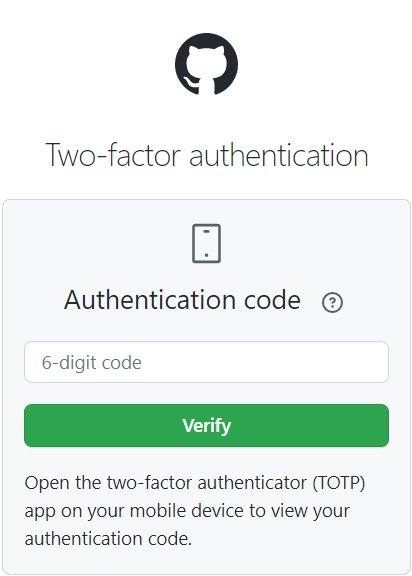 Two-factor authentication
Authentication code ?
6-digit code
Verify
Open the two-factor authenticator (TOTP)
app on your mobile device to view your
authentication code.